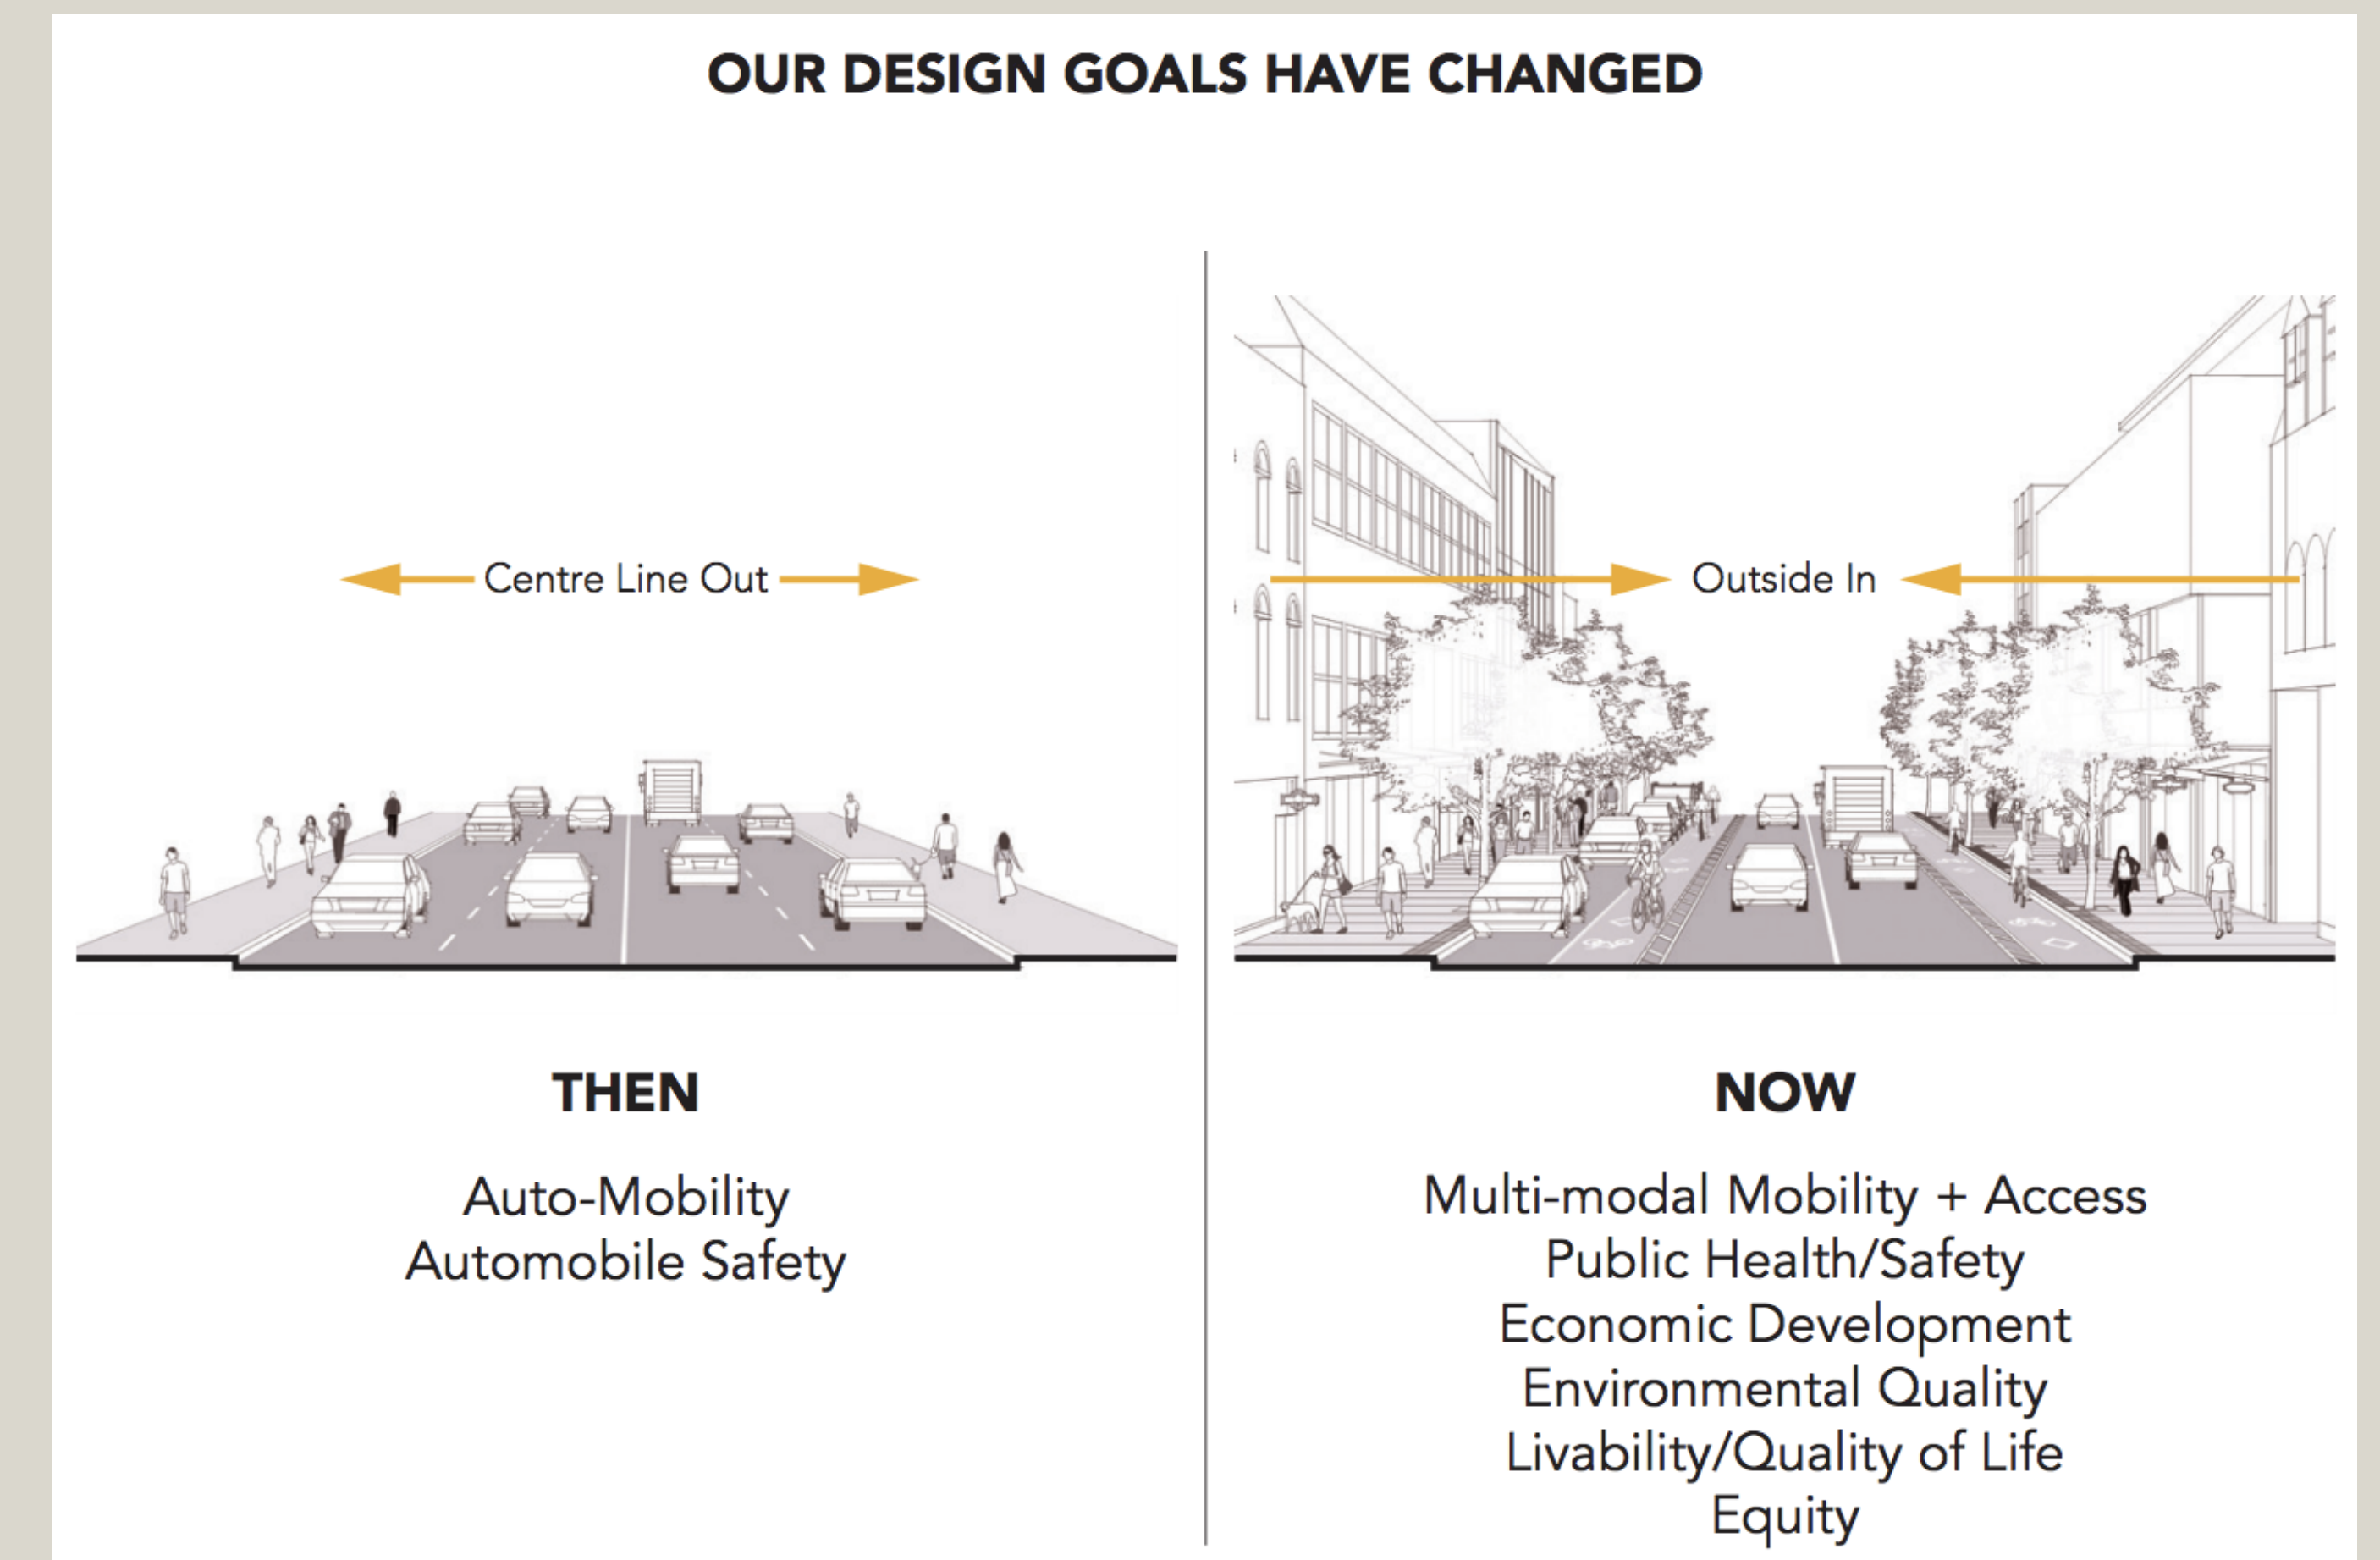 OUR DESIGN GOALS HAVE CHANGED
Centre Line Out
THEN
Auto-Mobility
Automobile Safety
Outside In
NOW
Multi-modal Mobility + Access
Public Health/Safety
Economic Development
Environmental Quality
Livability/Quality of Life
Equity